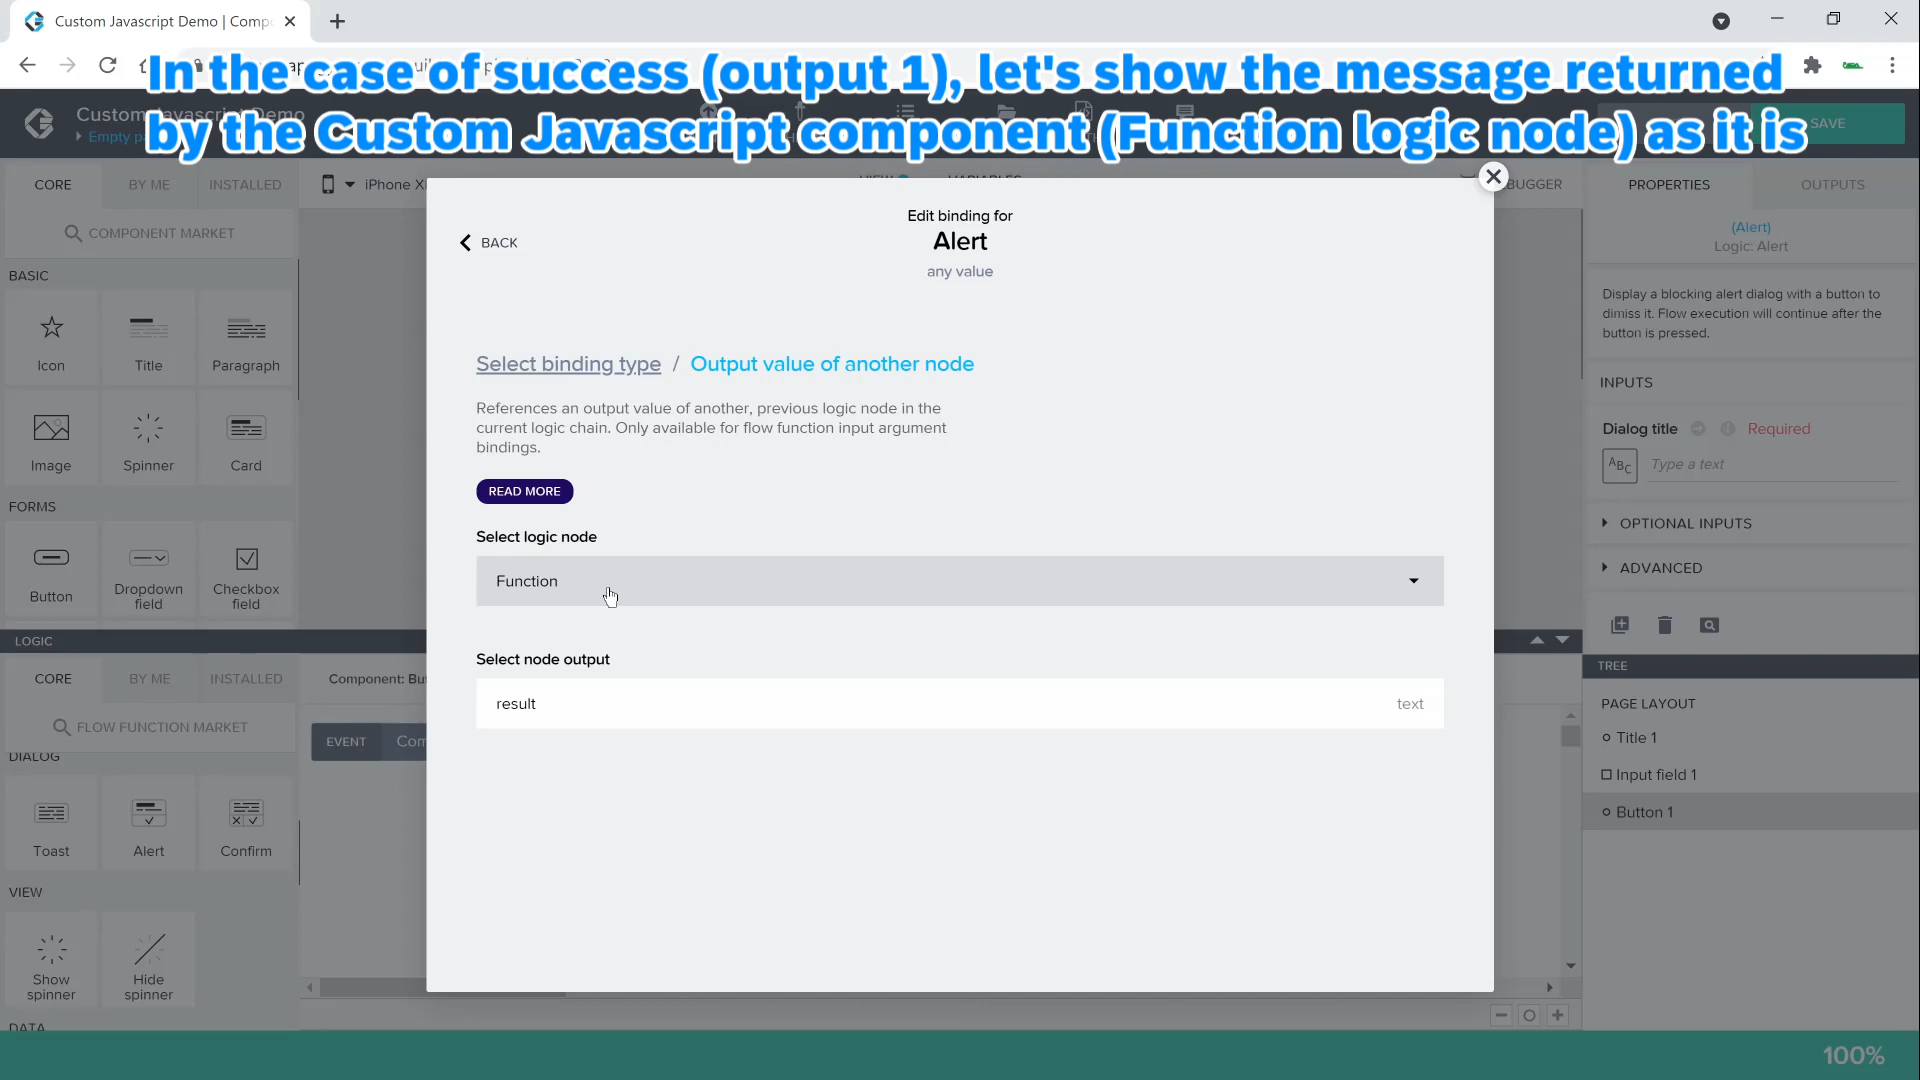 Custom Javascript Demo | Comp
In the case of success (output 1), let's show the message returned
by the Custom Javascript component (Function logic node) as it is
Custom Javascript Demo
Empty p
SAVE
CORE
BY ME
INSTALLED
iPhone X
VARIABLES
BUGGER
PROPERTIES
OUTPUTS
COMPONENT MARKET
BASIC
Icon
Title
Paragraph
Image
Spinner
Card
FORMS
Button
Dropdown
field
Checkbox
field
BACK
Edit binding for
Alert
any value
Select binding type / Output value of another node
References an output value of another, previous logic node in the
current logic chain. Only available for flow function input argument
bindings.
READ MORE
Select logic node
Function
Select node output
result
text
(Alert)
Logic: Alert
Display a blocking alert dialog with a button to
dimiss it. Flow execution will continue after the
button is pressed.
INPUTS
Dialog title
Required
ABC
Type a text
OPTIONAL INPUTS
ADVANCED
LOGIC
CORE
BY ME
INSTALLED
Component: Bu
FLOW FUNCTION MARKET
EVENT
Com
DIALOG
Toast
Alert
Confirm
VIEW
Show
spinner
Hide
spinner
DATA
TREE
PAGE LAYOUT
Title 1
Input field 1
Button 1
100%